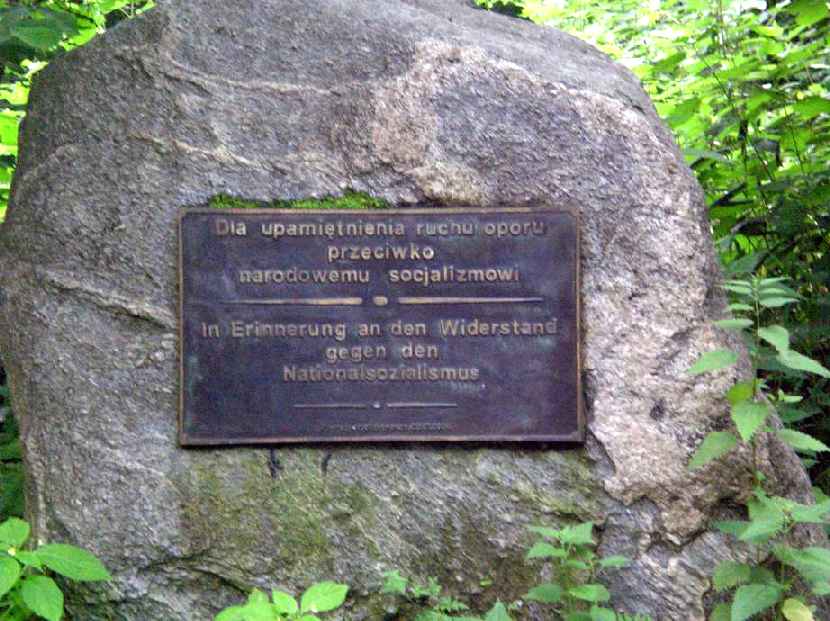 Dla upamiętnienia ruchu oporu
przeciwko
narodowemu socjalizmowi
In Erinnerung an den Widerstand
gegen den
Nationalsozialismus